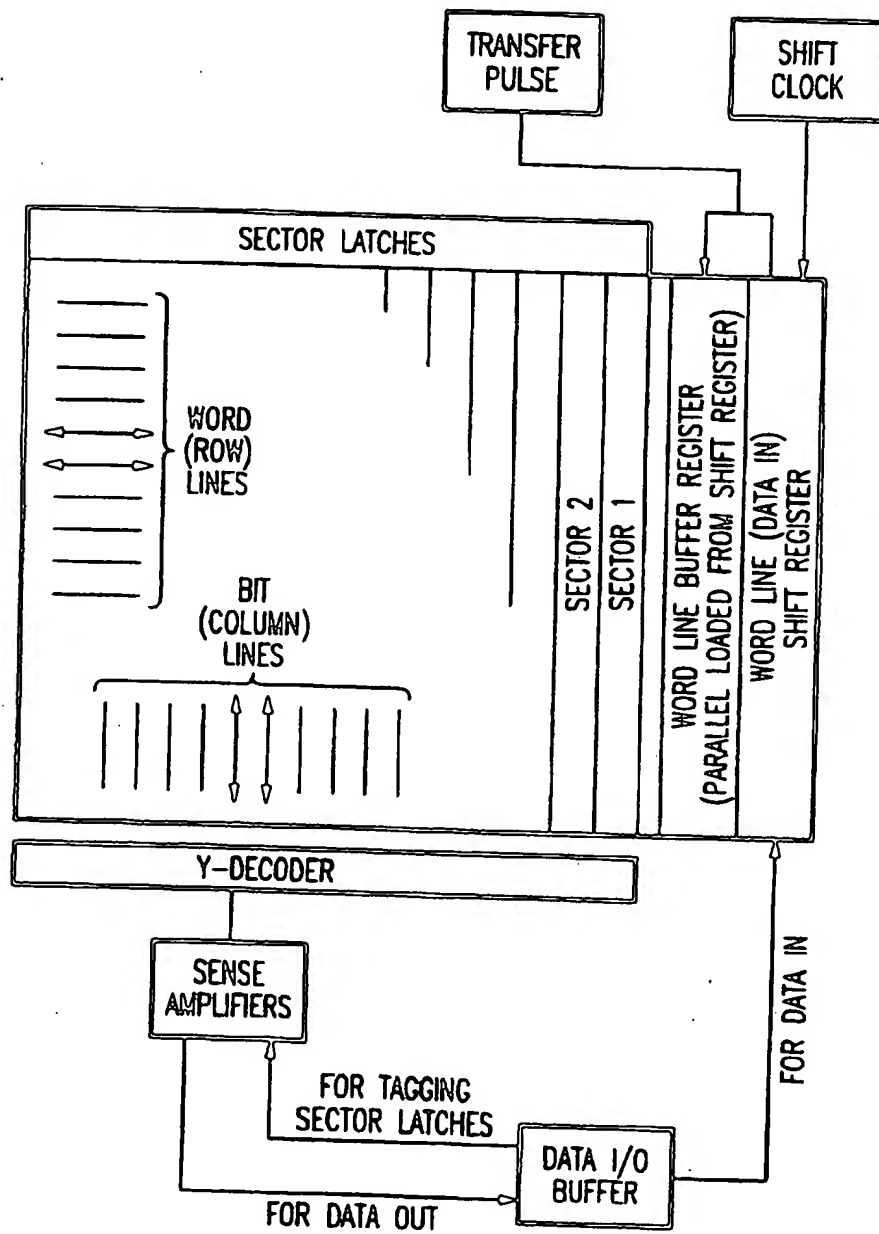 TRANSFER
PULSE
SHIFT
CLOCK
SECTOR LATCHES
WORD
(ROW)
LINES
BIT
(COLUMN)
LINES
SECTOR 2
SECTOR 1
WORD LINE BUFFER REGISTER
(PARALLEL LOADED FROM SHIFT REGISTER)
WORD LINE (DATA IN)
SHIFT REGISTER
Y-DECODER
SENSE
AMPLIFIERS
FOR TAGGING
SECTOR LATCHES
DATA I/O
BUFFER
FOR DATA OUT
FOR DATA IN